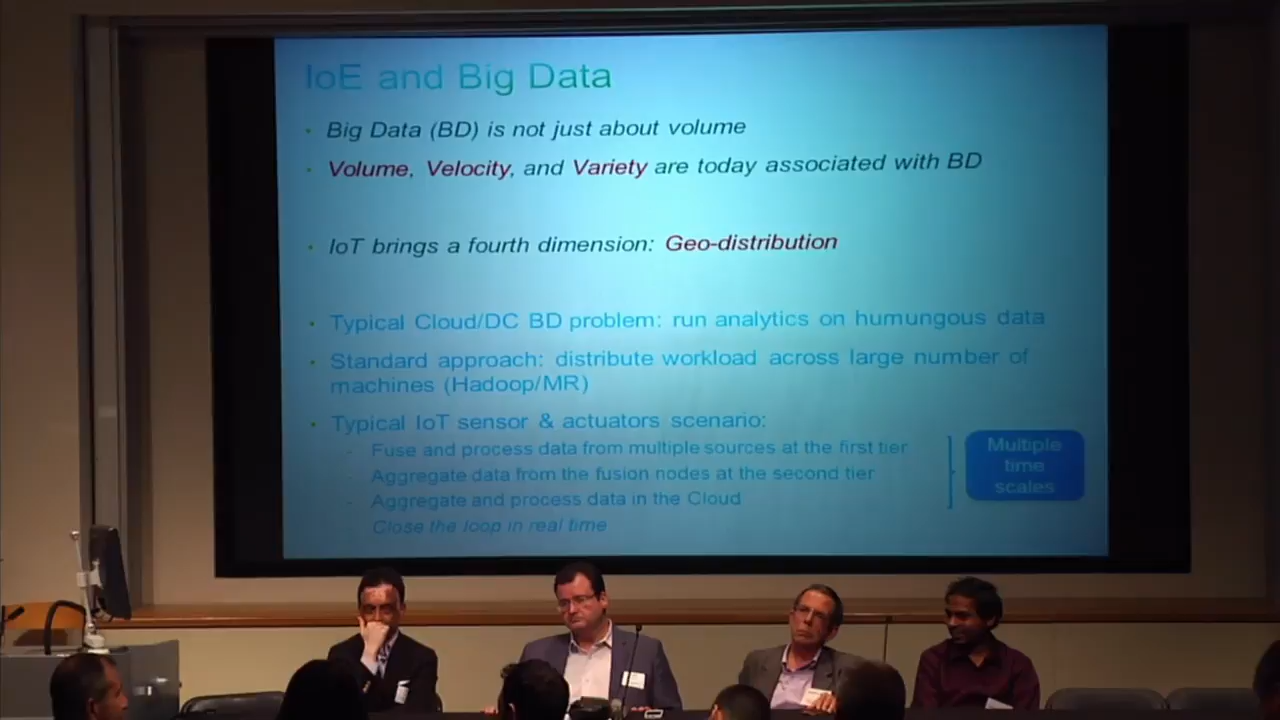 IoE and Big Data
Big Data (BD) is not just about volume
Volume, Velocity, and Variety are today associated with BD
IoT brings a fourth dimension: Geo-distribution
Typical Cloud/DC BD problem: run analytics on humungous data
Standard approach: distribute workload across large number of
machines (Hadoop/MR)
Typical IoT sensor & actuators scenario:
Fuse and process data from multiple sources at the first tier
Aggregate data from the fusion nodes at the second tier
Aggregate and process data in the Cloud
Close the loop in real time
Multiple
time
scales